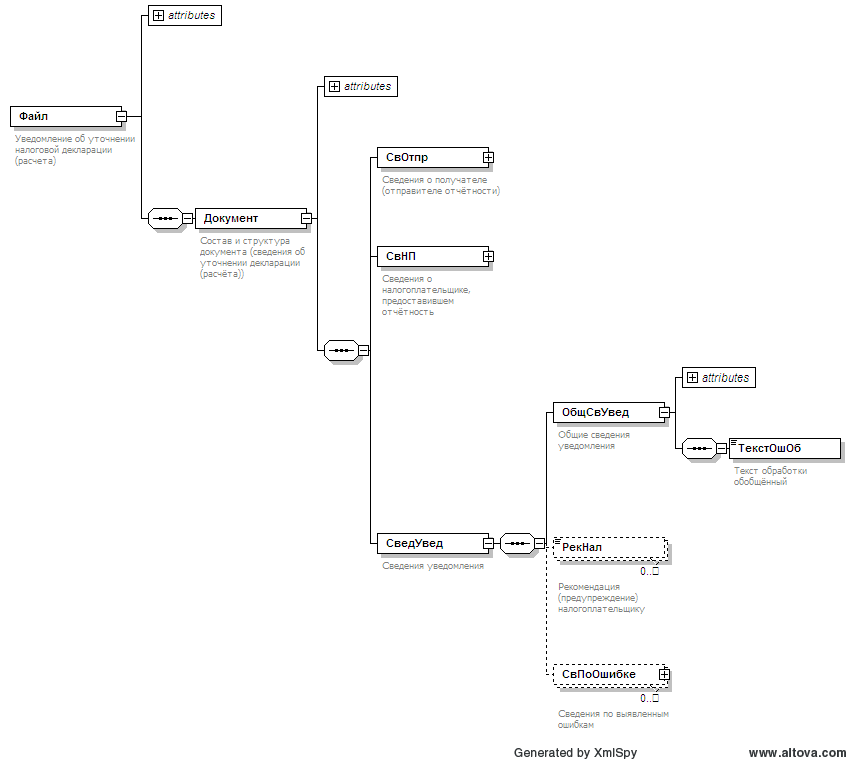 attributes
attributes
Файл
Уведомление об уточнении
налоговой декларации
(расчета)
СвОтпр
Сведения о получателе
(отправителе отчётности)
Документ
Состав и структура
документа (сведения об
уточнении декларации
(расчёта))
СвНП
Сведения о
налогоплательщике,
предоставившем
отчётность
attributes
ОбщСвУвед
Общие сведения
уведомления
ТекстОшОб
Текст обработки
обобщённый
СведУвед
Сведения уведомления
РекНал
0..
Рекомендация
(предупреждение)
налогоплательщику
СвПоОшибке
0..
Сведения по выявленным
ошибкам
Generated by XmlSpy
www.altova.com